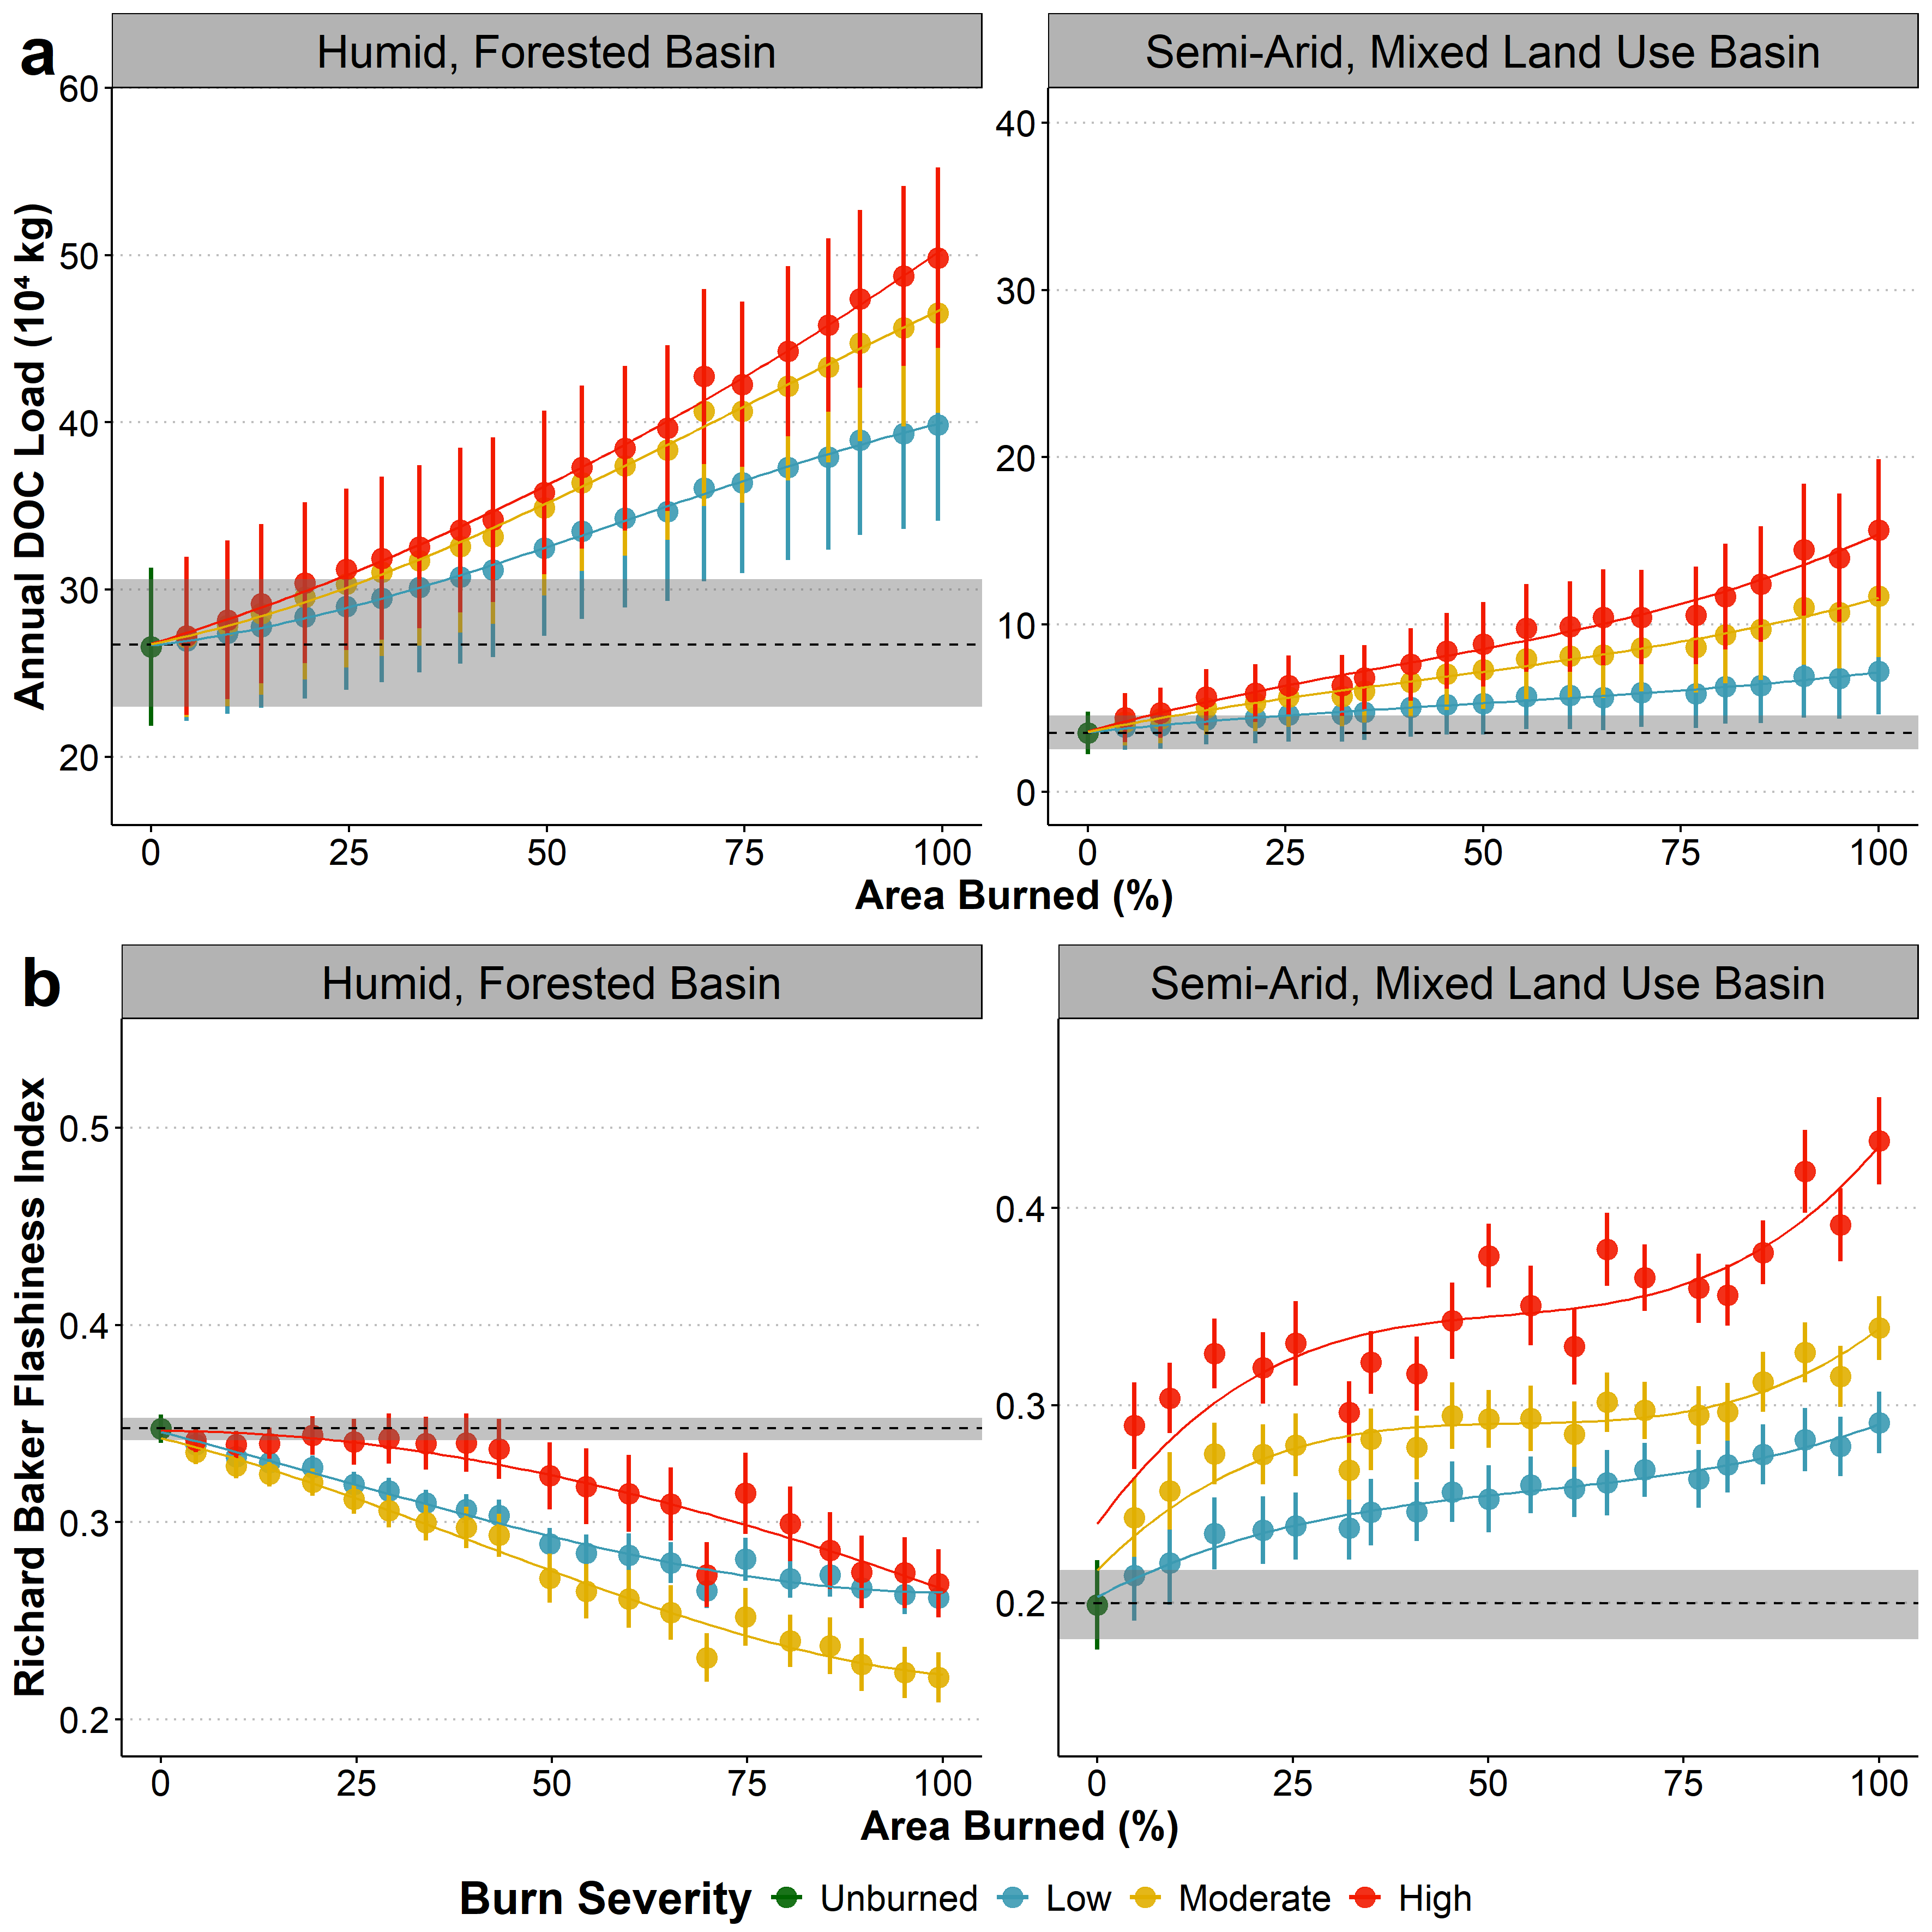 a
Humid, Forested Basin
Semi-Arid, Mixed Land Use Basin
Annual DOC Load (10⁴ kg)
60
50
40
30
20
0 25 50 75 100
40
30
20
10
0
0 25 50 75 100
Area Burned (%)
b
Humid, Forested Basin
Semi-Arid, Mixed Land Use Basin
Richard Baker Flashiness Index
0.5
0.4
0.3
0.2
0 25 50 75 100
0.4
0.3
0.2
0 25 50 75 100
Area Burned (%)
Burn Severity Unburned Low Moderate High